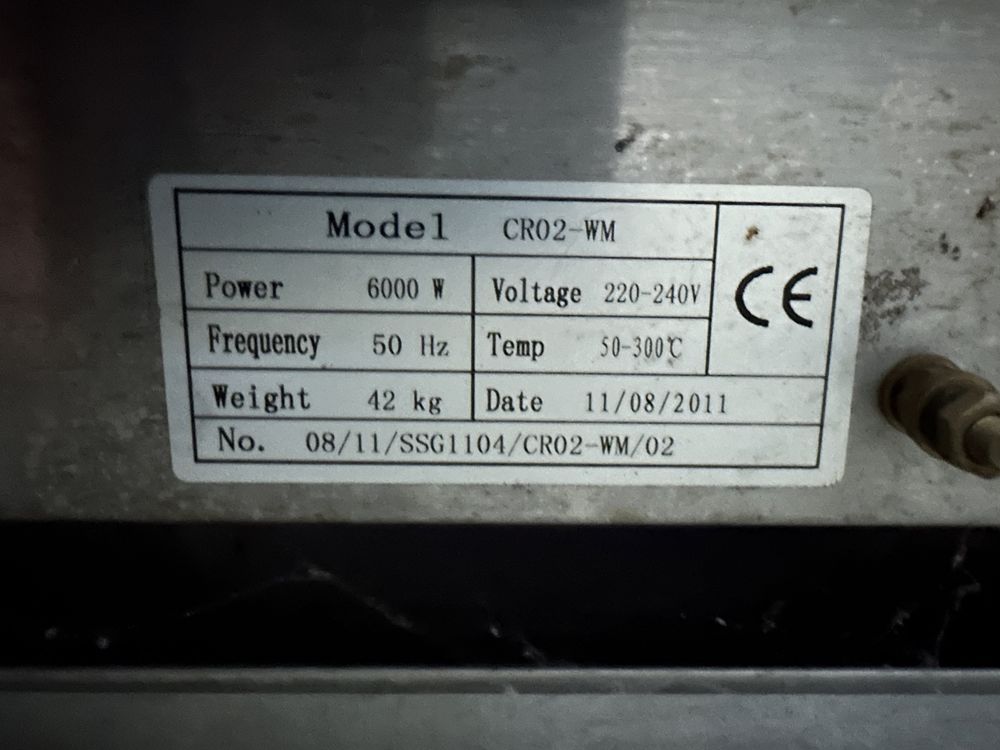 Model CR02-WM
Power 6000 W Voltage 220-240V
CE
Frequency 50 Hz Temp 50-300℃
Weight 42 kg Date 11/08/2011
No. 08/11/SSG1104/CR02-WM/02